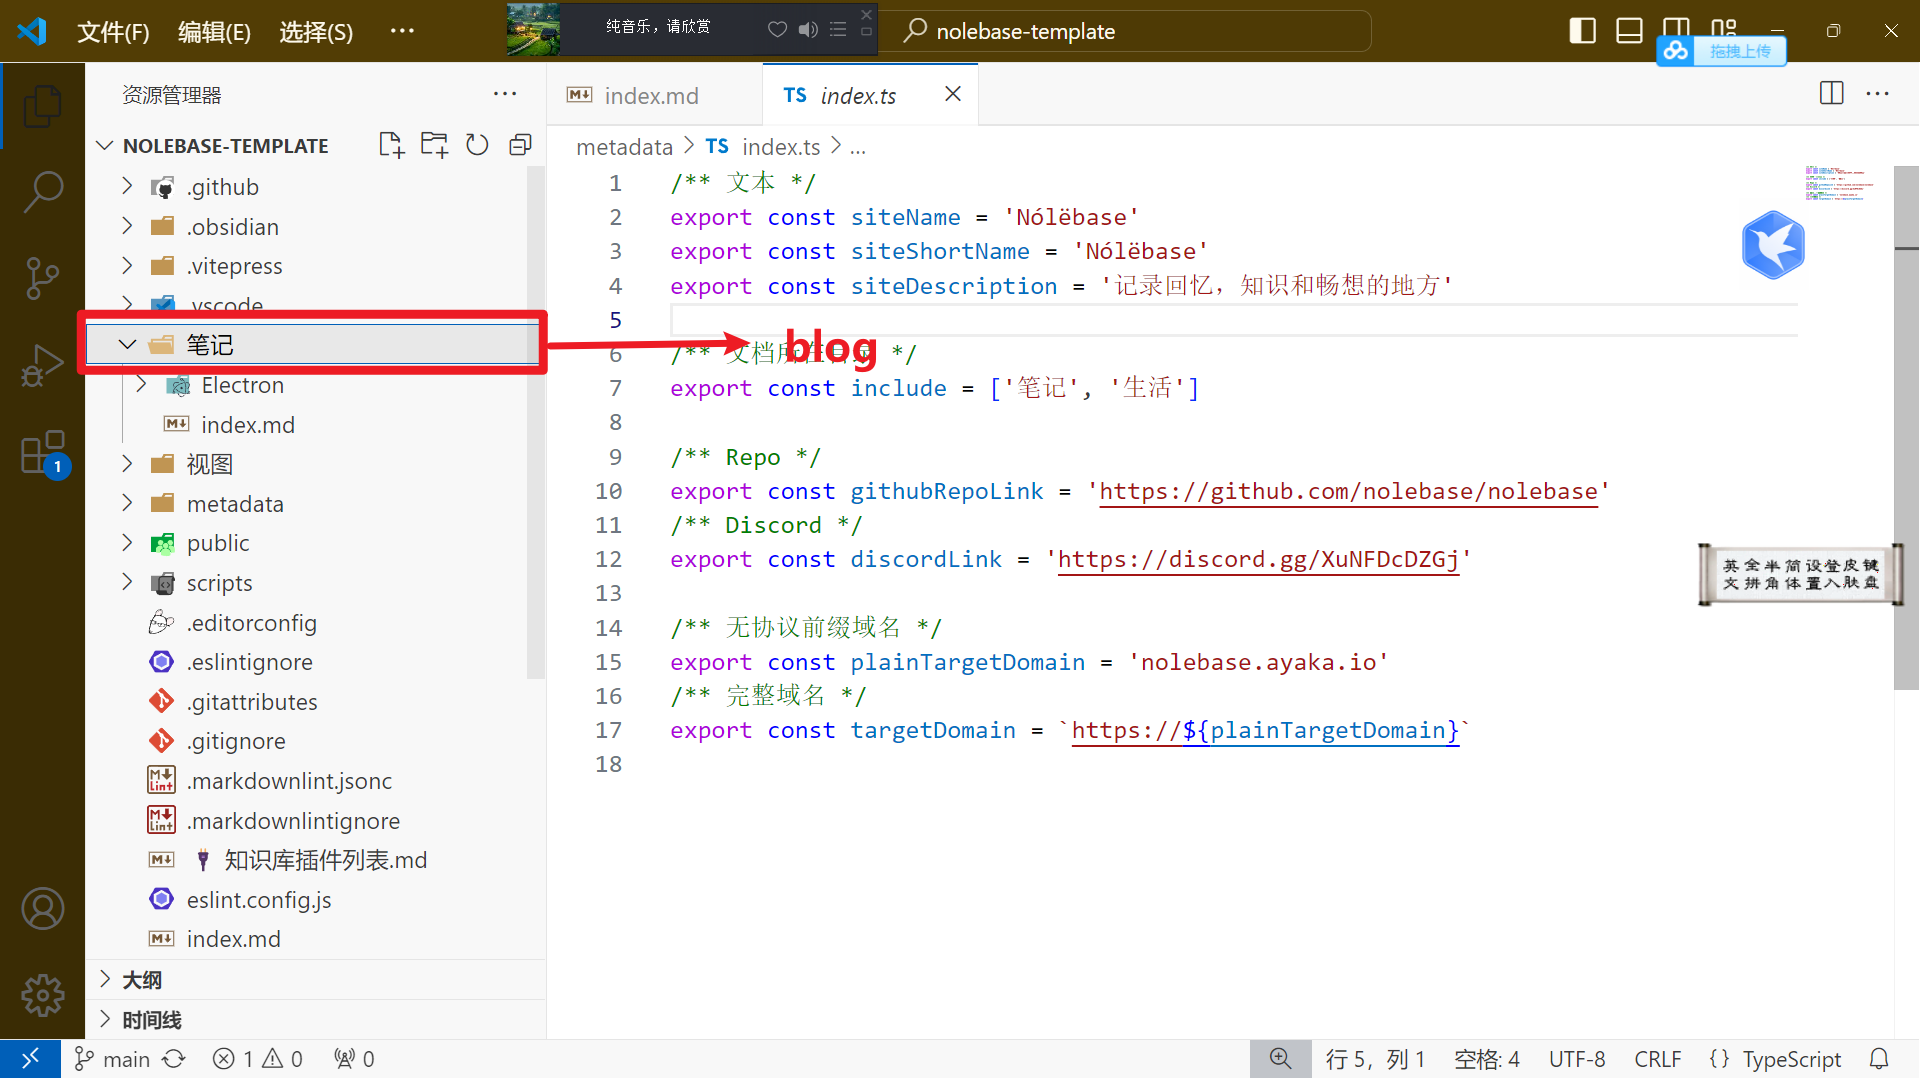 文件(F) 编辑(E) 选择(S) ···
纯音乐，请欣赏
nolebase-template
拖拽上传
资源管理器
NOLEBASE-TEMPLATE
.github
.obsidian
.vitepress
.vscode
笔记
Electron
index.md
视图
metadata
public
scripts
.editorconfig
.eslintignore
.gitattributes
.gitignore
.markdownlint.jsonc
.markdownlintignore
知识库插件列表.md
eslint.config.js
index.md
大纲
时间线
1
index.md
TS index.ts
metadata > TS index.ts > ...
1 /** 文本 */
2 export const siteName = 'Nólëbase'
3 export const siteShortName = 'Nólëbase'
4 export const siteDescription = '记录回忆，知识和畅想的地方'
5
blog
6 /** 文档所在目录 */
7 export const include = ['笔记', '生活']
8
9 /** Repo */
10 export const githubRepoLink = 'https://github.com/nolebase/nolebase'
11 /** Discord */
12 export const discordLink = 'https://discord.gg/XuNFDcDZGj'
13
14 /** 无协议前缀域名 */
15 export const plainTargetDomain = 'nolebase.ayaka.io'
16 /** 完整域名 */
17 export const targetDomain = `https://${plainTargetDomain}`
18
英全半简设登皮键
文拼角体置入肤盘
main 1 0 0
行 5，列 1 空格: 4 UTF-8 CRLF {} TypeScript